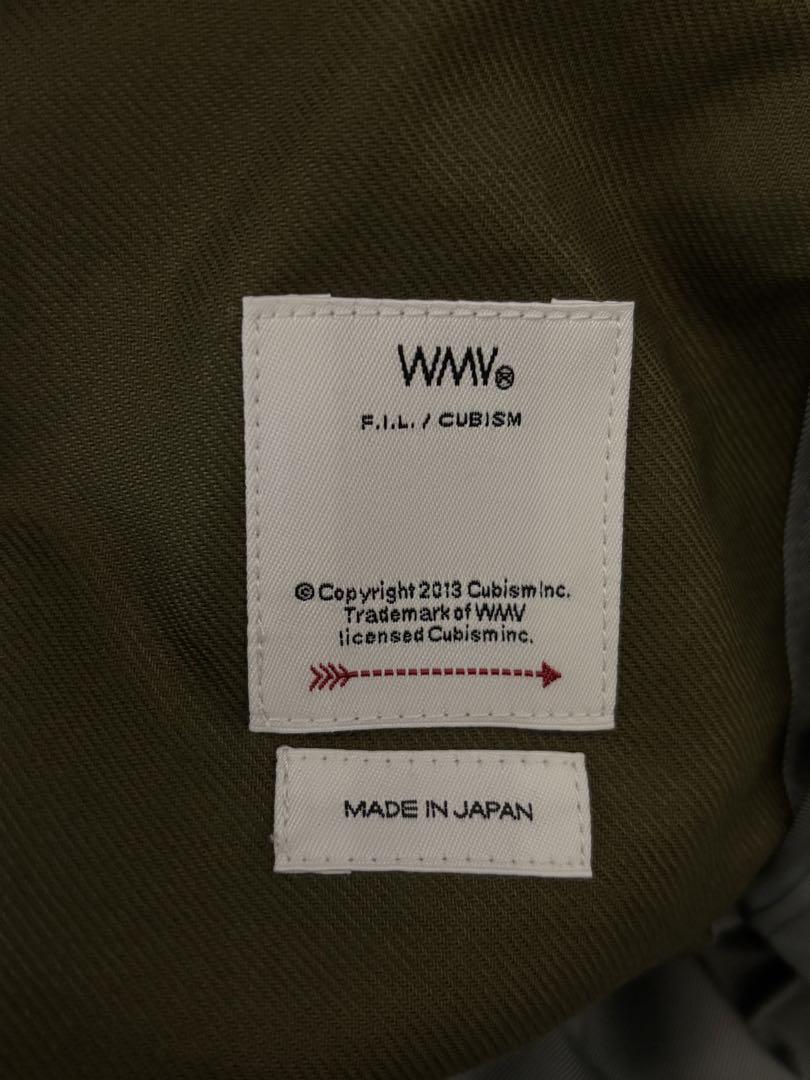 WMV®
F.I.L. / CUBISM
© Copyright 2013 Cubism Inc.
Trademark of WMV
licensed Cubism inc.
MADE IN JAPAN